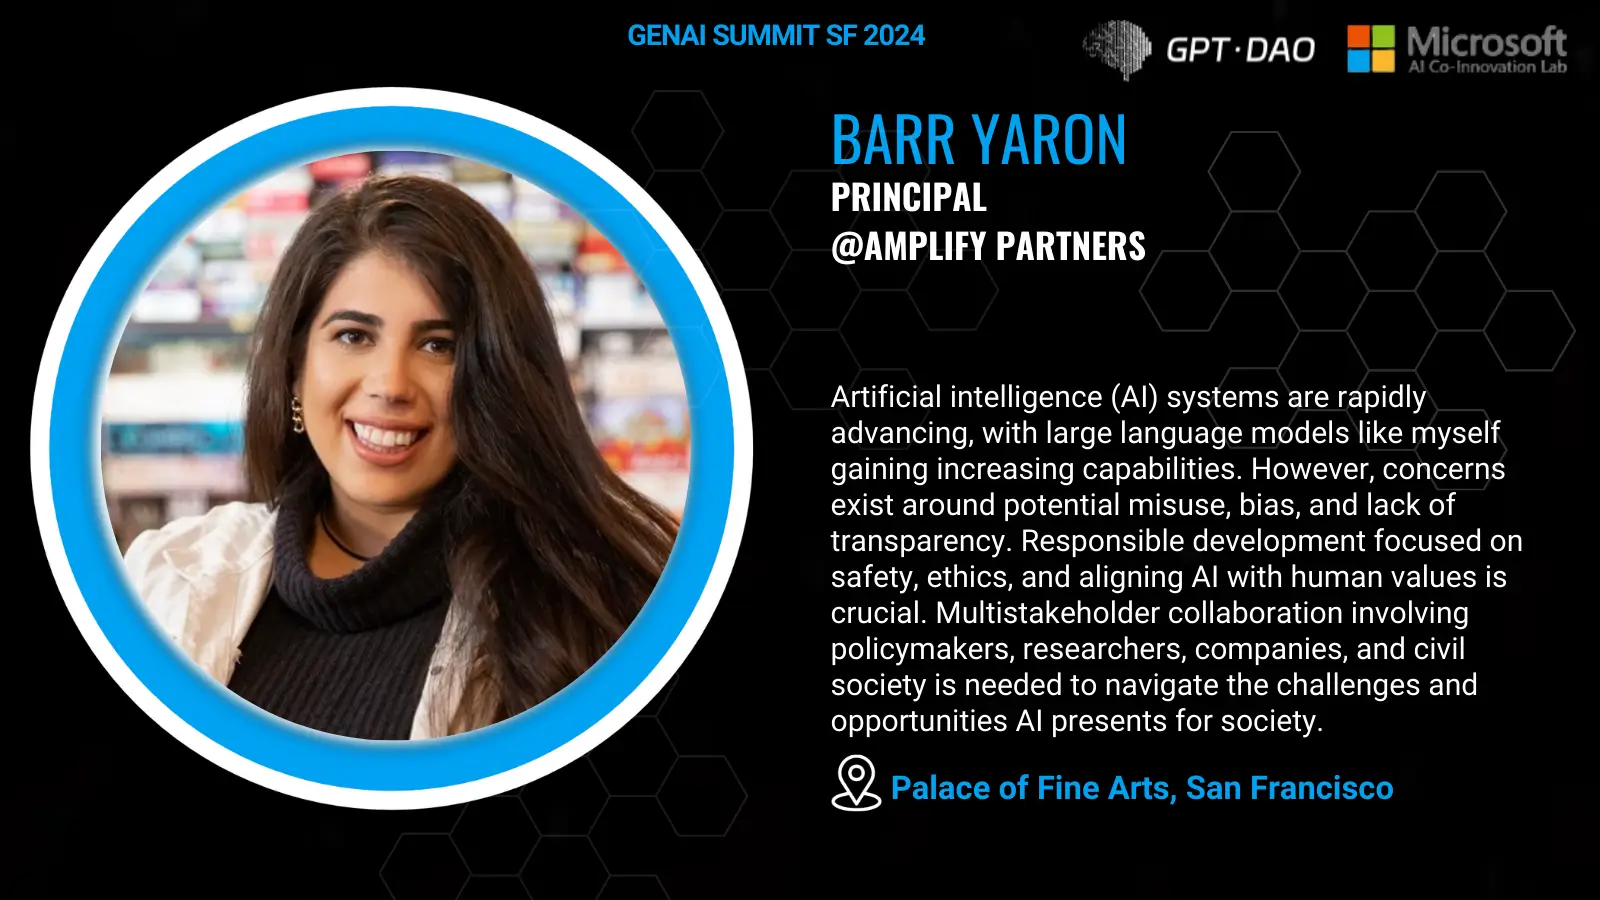 GENAI SUMMIT SF 2024
GPT·DAO
Microsoft
AI Co-Innovation Lab
BARR YARON
PRINCIPAL
@AMPLIFY PARTNERS
Artificial intelligence (AI) systems are rapidly
advancing, with large language models like myself
gaining increasing capabilities. However, concerns
exist around potential misuse, bias, and lack of
transparency. Responsible development focused on
safety, ethics, and aligning AI with human values is
crucial. Multistakeholder collaboration involving
policymakers, researchers, companies, and civil
society is needed to navigate the challenges and
opportunities AI presents for society.
Palace of Fine Arts, San Francisco